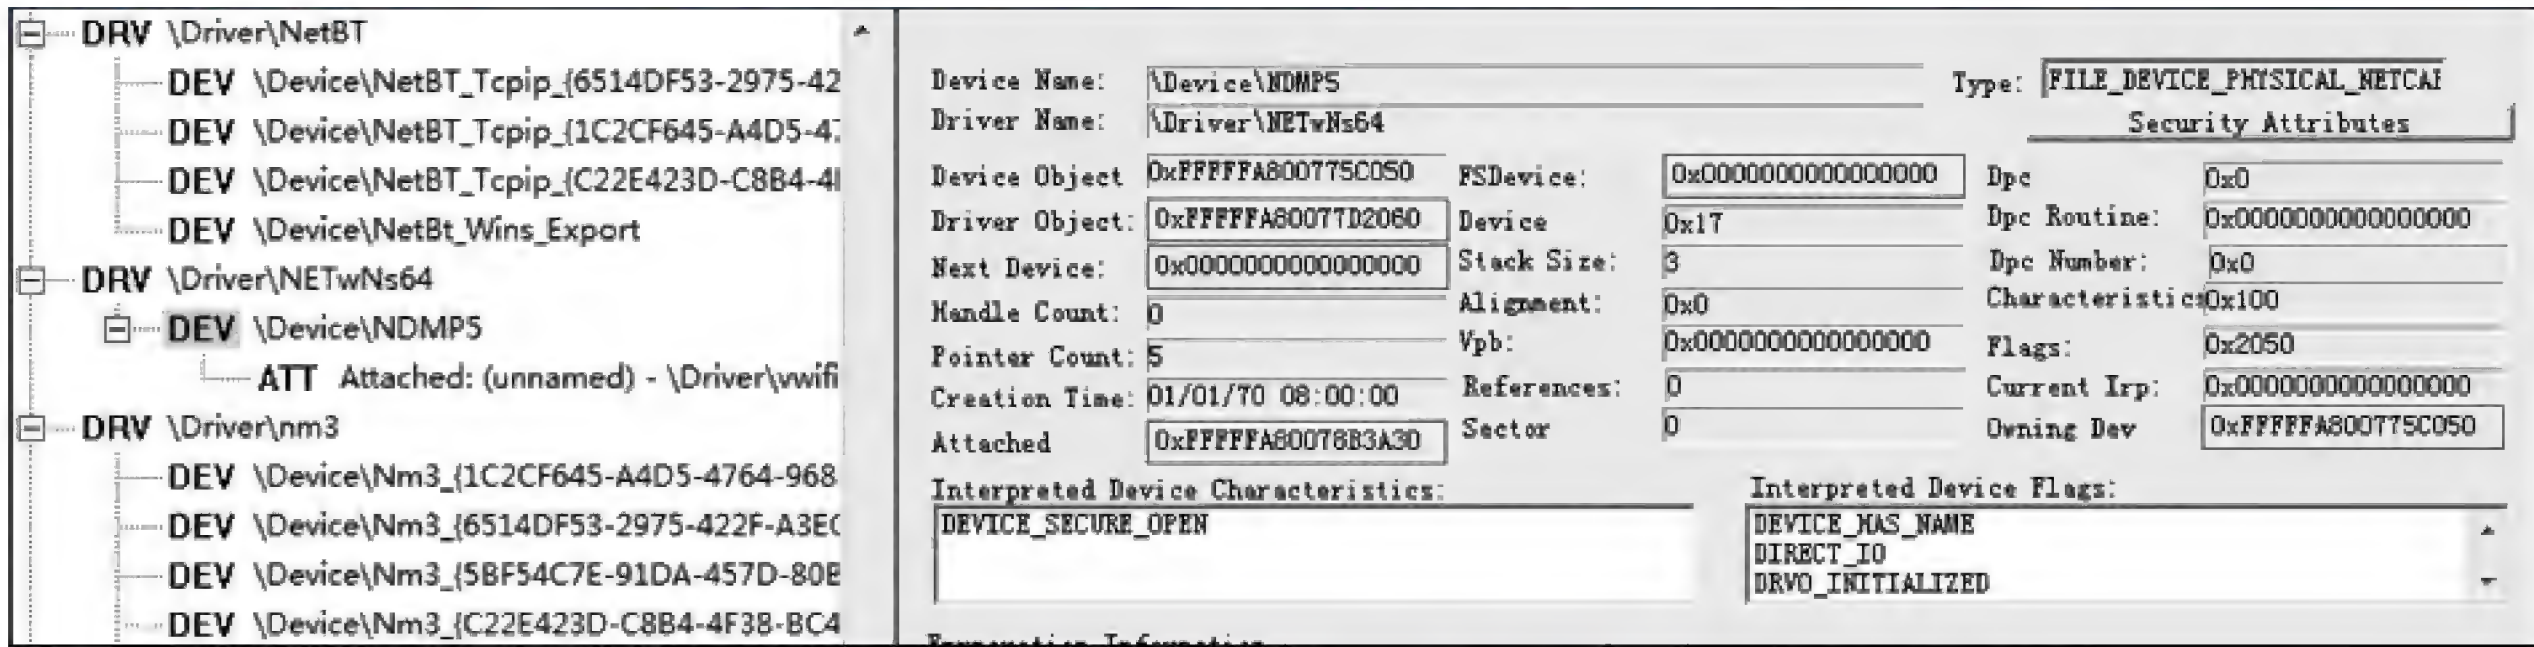 DRV \Driver\NetBT
DEV \Device\NetBT_Tcpip_{6514DF53-2975-42
DEV \Device\NetBT_Tcpip_{1C2CF645-A4D5-47
DEV \Device\NetBT_Tcpip_{C22E423D-C8B4-4
DEV \Device\NetBt_Wins_Export
DRV \Driver\NETwNs64
DEV \Device\NDMP5
ATT Attached: (unnamed) - \Driver\vwifi
DRV \Driver\nm3
DEV \Device\Nm3_{1C2CF645-A4D5-4764-968
DEV \Device\Nm3_{6514DF53-2975-422F-A3EC
DEV \Device\Nm3_{5BF54C7E-91DA-457D-80E
DEV \Device\Nm3_{C22E423D-C8B4-4F38-BC4
Device Name: \Device\NDMP5 Type: FILE_DEVICE_PHYSICAL_NETCAR
Driver Name: \Driver\NETwNs64 Security Attributes
Device Object 0xFFFFFA800775C050 FSDevice: 0x0000000000000000 Dpc 0x0
Driver Object: 0xFFFFFA80077D2060 Device 0x17 Dpc Routine: 0x0000000000000000
Next Device: 0x0000000000000000 Stack Size: 3 Dpc Number: 0x0
Handle Count: 0 Alignment: 0x0 Characteristics 0x100
Pointer Count: 5 Vpb: 0x0000000000000000 Flags: 0x2050
Creation Time: 01/01/70 08:00:00 References: 0 Current Irp: 0x0000000000000000
Attached 0xFFFFFA80078B3A30 Sector 0 Owning Dev 0xFFFFFA800775C050
Interpreted Device Characteristics: Interpreted Device Flags:
DEVICE_SECURE_OPEN DEVICE_HAS_NAME
DIRECT_IO
DRVO_INITIALIZED